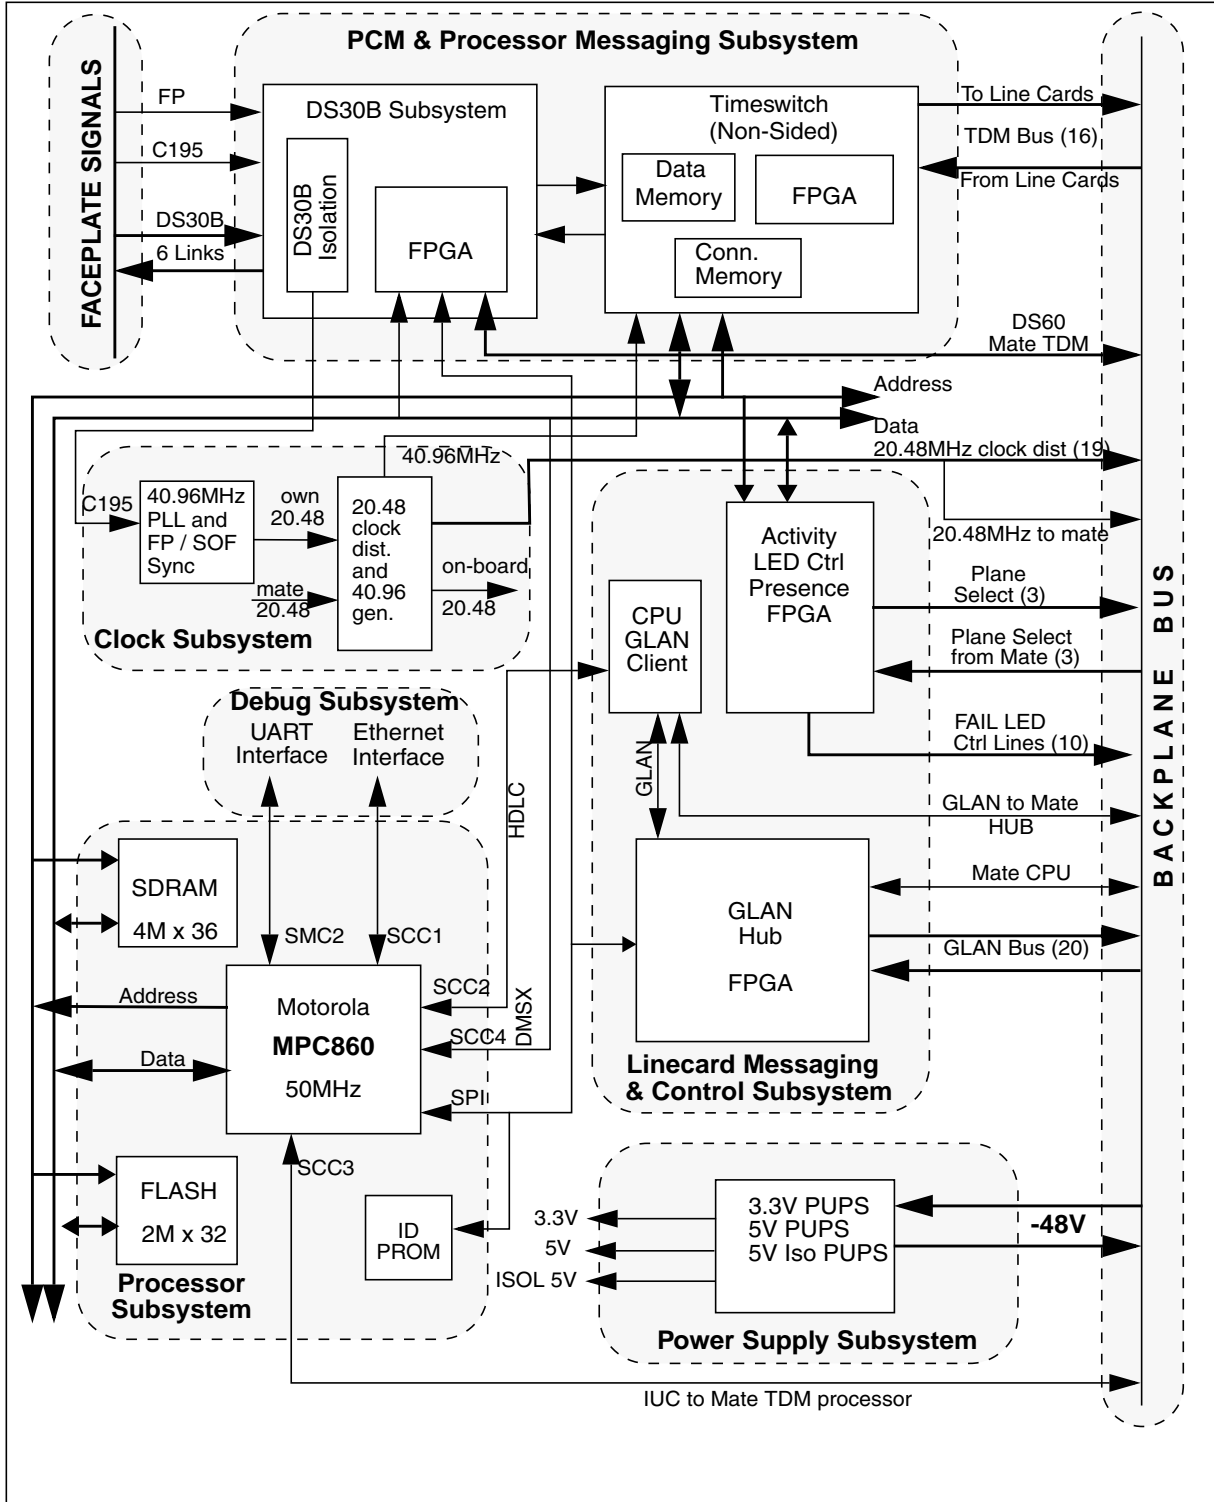 PCM & Processor Messaging Subsystem
FACEPLATE SIGNALS
FP
C195
DS30B
6 Links
DS30B Subsystem
DS30B
Isolation
FPGA
Timeswitch
(Non-Sided)
Data
Memory
FPGA
Conn.
Memory
To Line Cards
TDM Bus (16)
From Line Cards
DS60
Mate TDM
Address
Data
20.48MHz clock dist (19)
20.48MHz to mate
40.96MHz
C195
40.96MHz
PLL and
FP / SOF
Sync
own
20.48
mate
20.48
20.48
clock
dist.
and
40.96
gen.
on-board
20.48
Clock Subsystem
Activity
LED Ctrl
Presence
FPGA
CPU
GLAN
Client
Plane
Select (3)
Plane Select
from Mate (3)
FAIL LED
Ctrl Lines (10)
GLAN to Mate
HUB
Mate CPU
GLAN Bus (20)
BACKPLANE BUS
Debug Subsystem
UART
Interface
Ethernet
Interface
HDLC
GLAN
GLAN
Hub
FPGA
Linecard Messaging
& Control Subsystem
SDRAM
4M x 36
SMC2
SCC1
Address
Data
Motorola
MPC860
50MHz
SCC2
SCC4
DMSX
SPI
SCC3
FLASH
2M x 32
ID
PROM
Processor
Subsystem
3.3V
5V
ISOL 5V
3.3V PUPS
5V PUPS
5V Iso PUPS
-48V
Power Supply Subsystem
IUC to Mate TDM processor